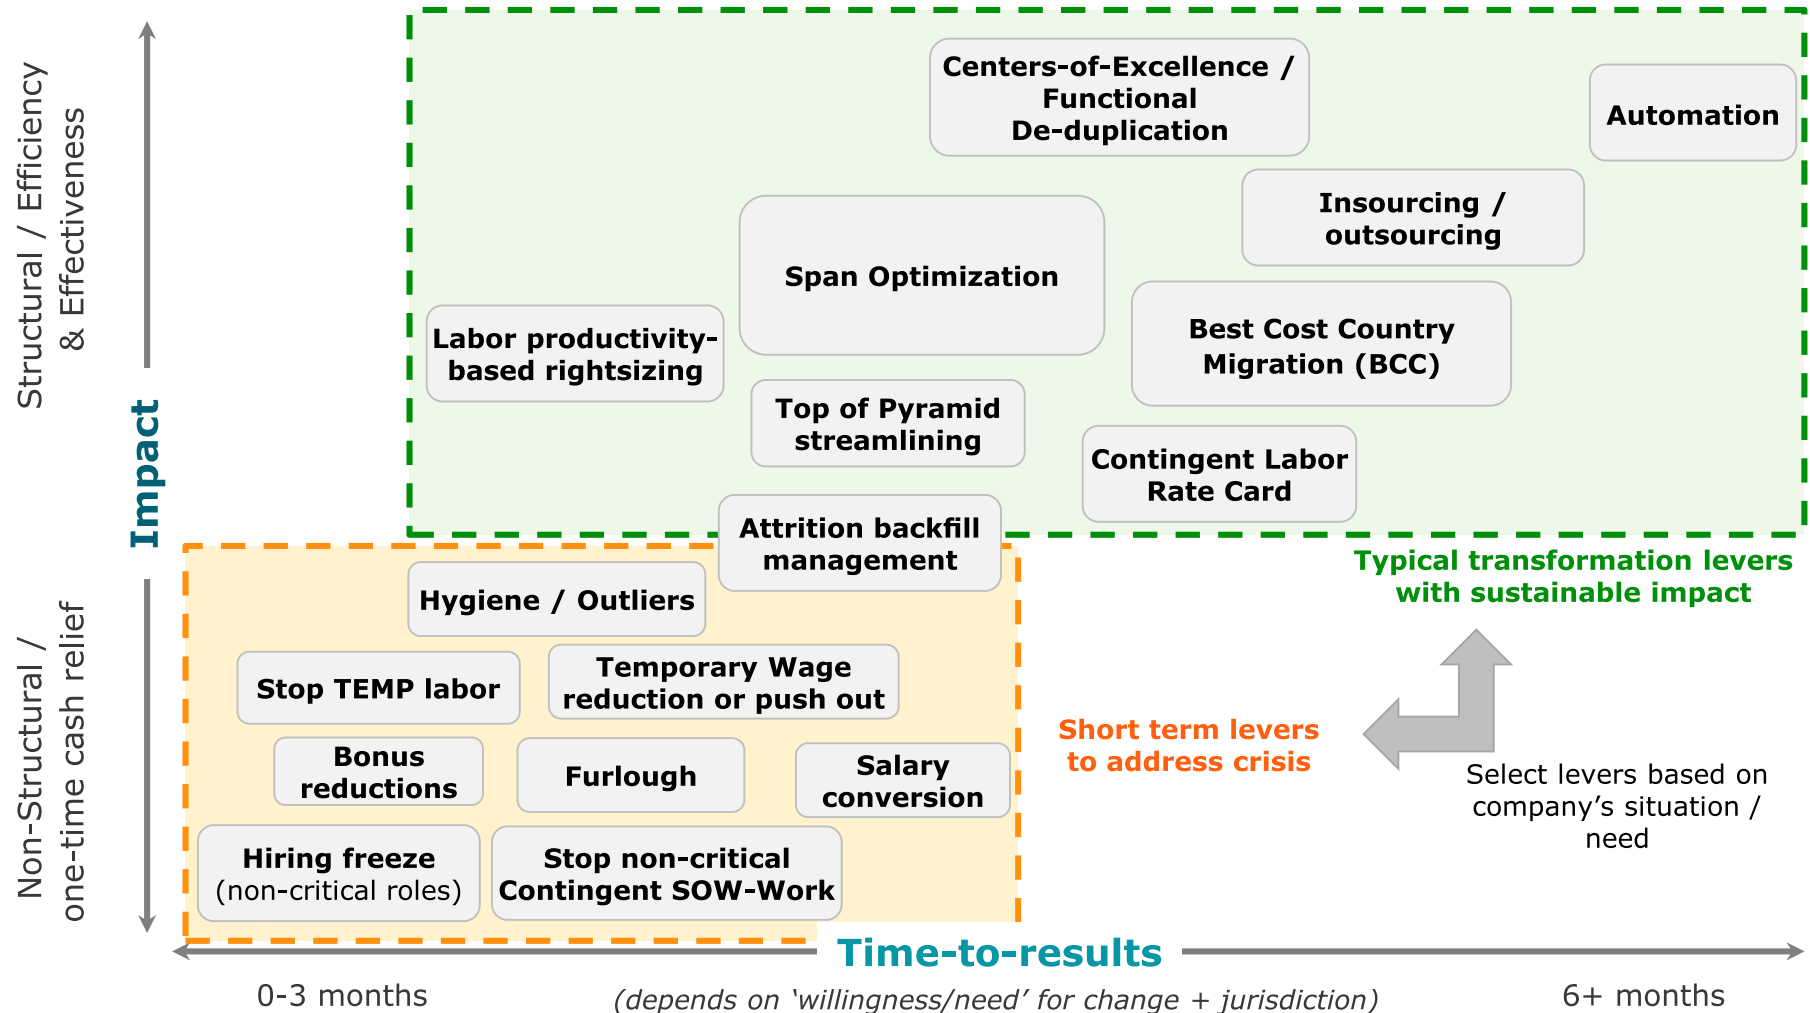 Structural / Efficiency
& Effectiveness
Impact
Non-Structural /
one-time cash relief
Centers-of-Excellence /
Functional
De-duplication
Automation
Insourcing /
outsourcing
Span Optimization
Labor productivity-
based rightsizing
Best Cost Country
Migration (BCC)
Top of Pyramid
streamlining
Contingent Labor
Rate Card
Attrition backfill
management
Typical transformation levers
with sustainable impact
Hygiene / Outliers
Stop TEMP labor
Temporary Wage
reduction or push out
Short term levers
to address crisis
Bonus
reductions
Furlough
Salary
conversion
Select levers based on
company’s situation /
need
Hiring freeze
(non-critical roles)
Stop non-critical
Contingent SOW-Work
Time-to-results
0-3 months
(depends on ‘willingness/need’ for change + jurisdiction)
6+ months